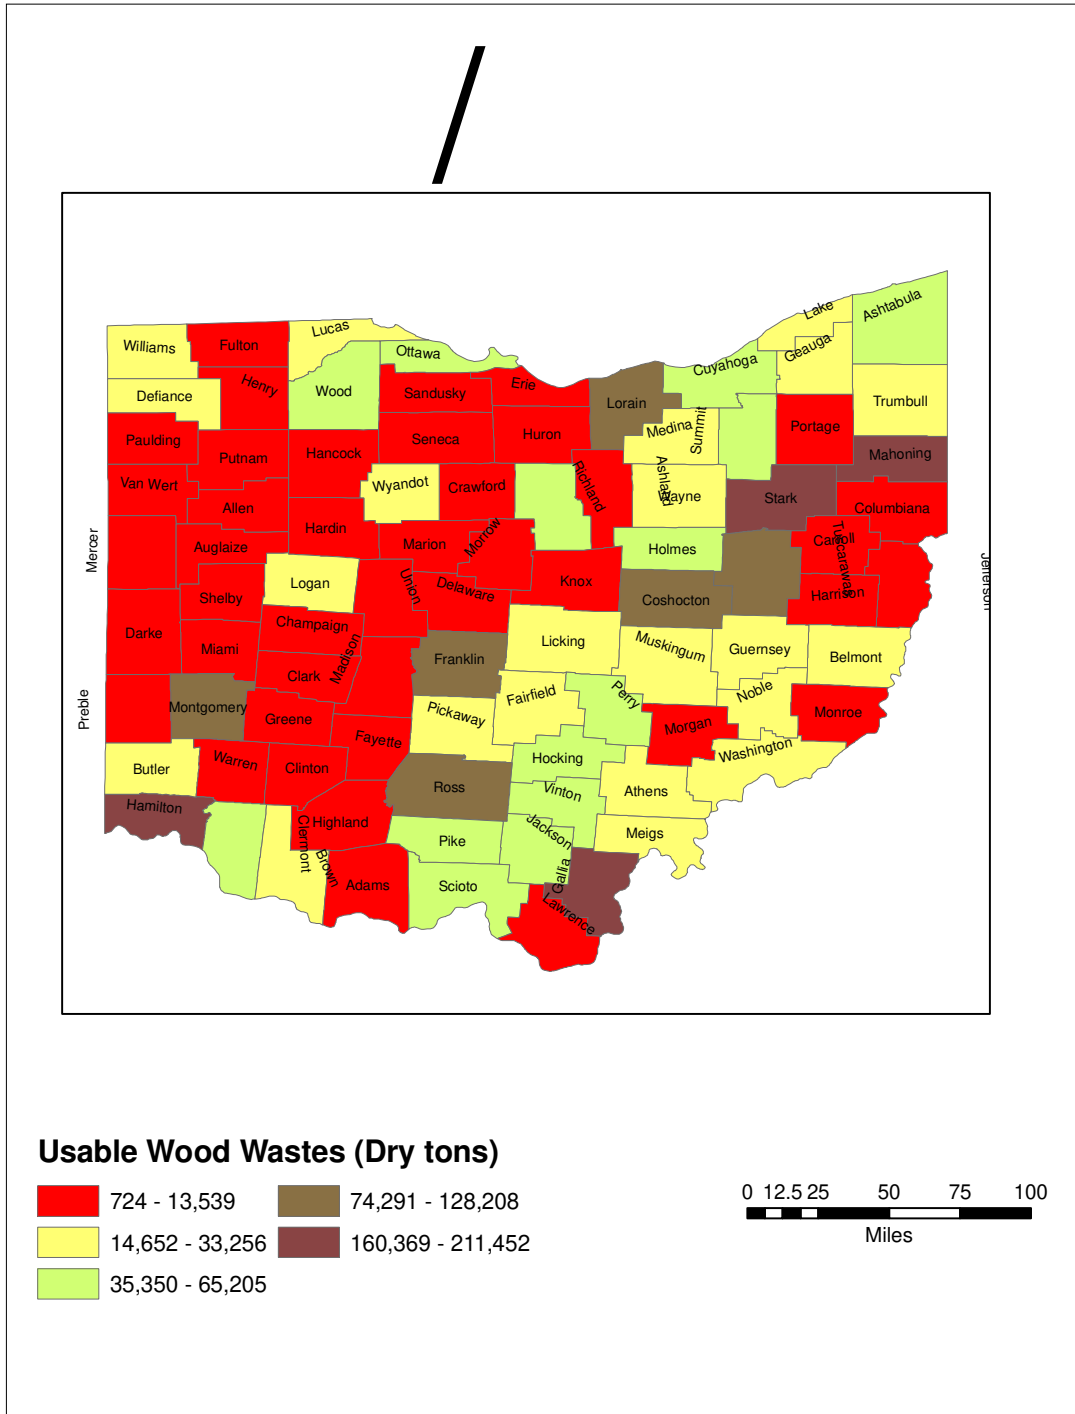 Lake
Ashtabula
Lucas
Williams
Fulton
Ottawa
Geauga
Cuyahoga
Henry
Wood
Sandusky
Erie
Defiance
Lorain
Trumbull
Medina
Summit
Portage
Paulding
Putnam
Hancock
Seneca
Huron
Mahoning
Van Wert
Wyandot
Crawford
Richland
Ashland
Wayne
Stark
Allen
Columbiana
Hardin
Auglaize
Marion
Morrow
Holmes
Carroll
Tuscarawas
Mercer
Logan
Union
Delaware
Knox
Coshocton
Harrison
Jefferson
Shelby
Champaign
Darke
Miami
Madison
Franklin
Licking
Muskingum
Guernsey
Belmont
Clark
Preble
Montgomery
Greene
Pickaway
Fairfield
Perry
Noble
Monroe
Fayette
Morgan
Warren
Clinton
Hocking
Washington
Butler
Ross
Vinton
Athens
Hamilton
Highland
Clermont
Brown
Pike
Jackson
Meigs
Adams
Scioto
Gallia
Lawrence
Usable Wood Wastes (Dry tons)
724 - 13,539
74,291 - 128,208
14,652 - 33,256
160,369 - 211,452
35,350 - 65,205
0 12.5 25 50 75 100
Miles